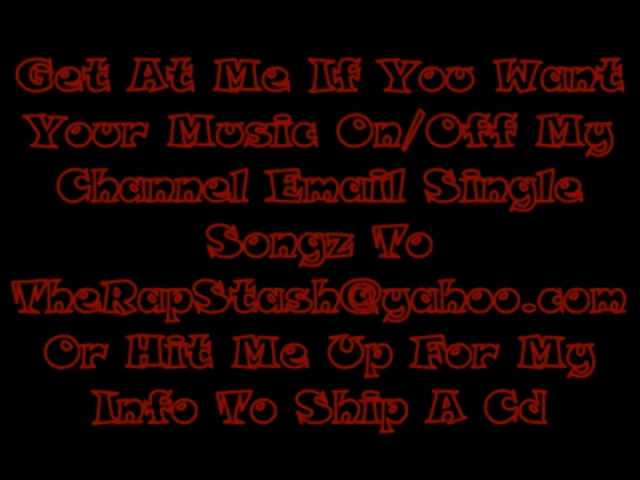 Get At Me If You Want
Your Music On/Off My
Channel Email Single
Songz To
TheRapStash@yahoo.com
Or Hit Me Up For My
Info To Ship A Cd